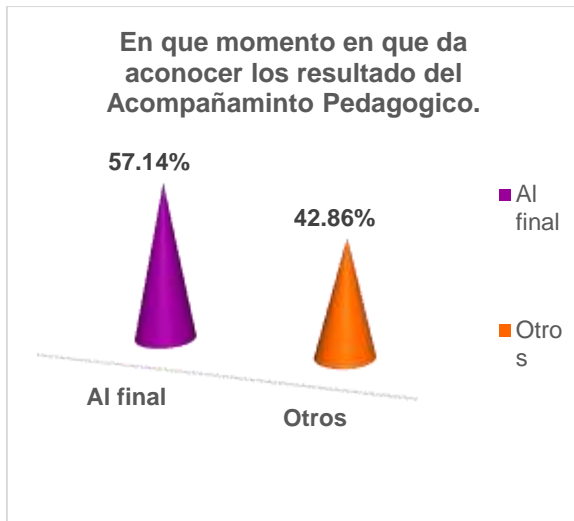 En que momento en que da
aconocer los resultado del
Acompañaminto Pedagogico.
57.14%
42.86%
Al final
Otros
Al
final
Otro
s